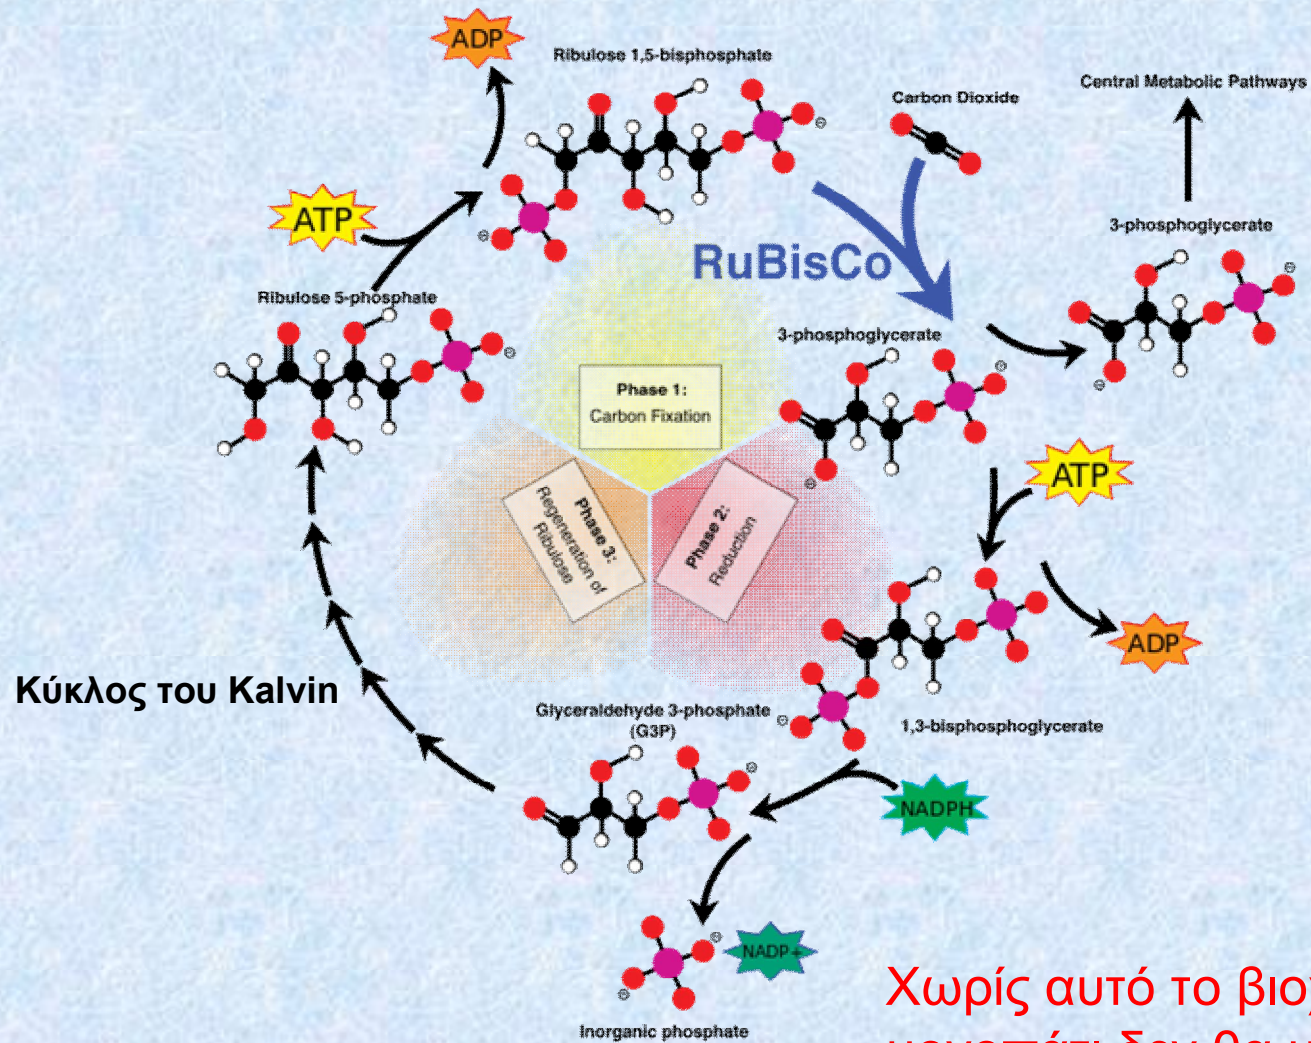 ADP
Ribulose 1,5-bisphosphate
Carbon Dioxide
Central Metabolic Pathways
ATP
RuBisCo
3-phosphoglycerate
Ribulose 5-phosphate
3-phosphoglycerate
Phase 1:
Carbon Fixation
ATP
Phase 3:
Regeneration of
Ribulose
Phase 2:
Reduction
ADP
Κύκλος του Kalvin
Glyceraldehyde 3-phosphate
(G3P)
1,3-bisphosphoglycerate
NADPH
NADP+
Χωρίς αυτό το
Inorganic phosphate